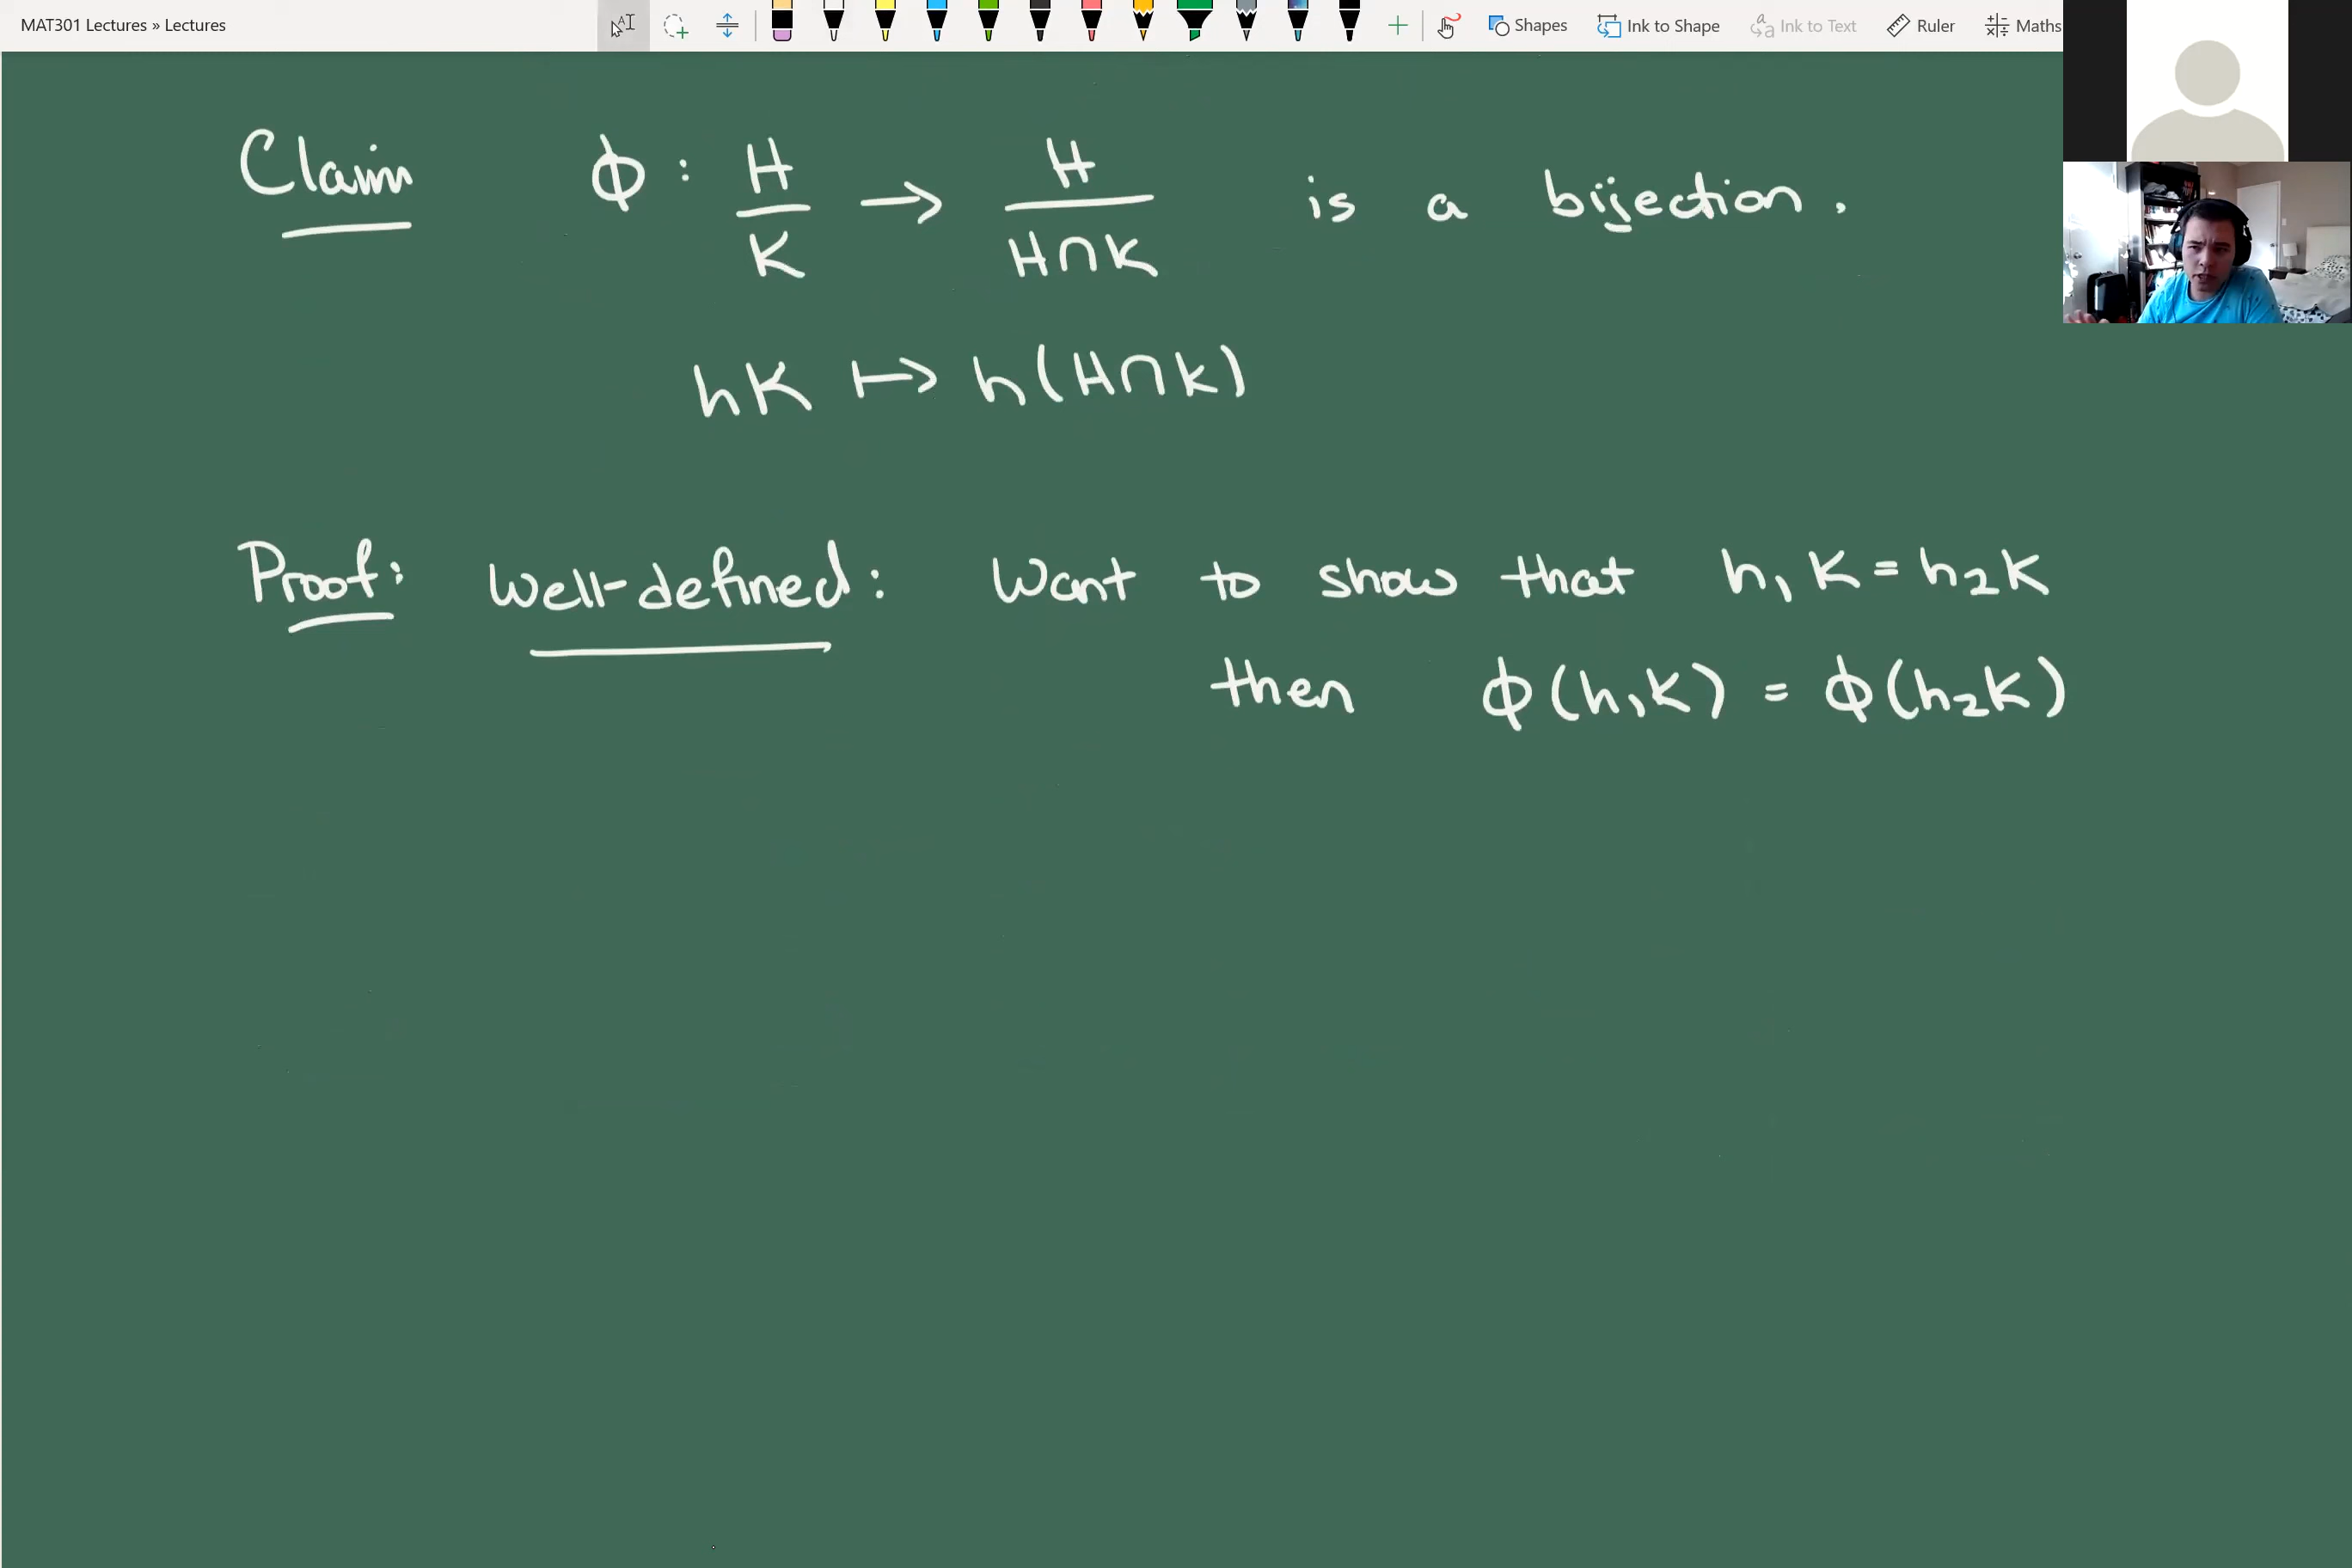 MAT301 Lectures » Lectures
Shapes Ink to Shape Ink to Text Ruler Maths
Claim ϕ : H/K → H/(H∩K) is a bijection.
hK ↦ h(H∩K)
Proof: Well-defined: Want to show that h₁K = h₂K
then ϕ(h₁K) = ϕ(h₂K)